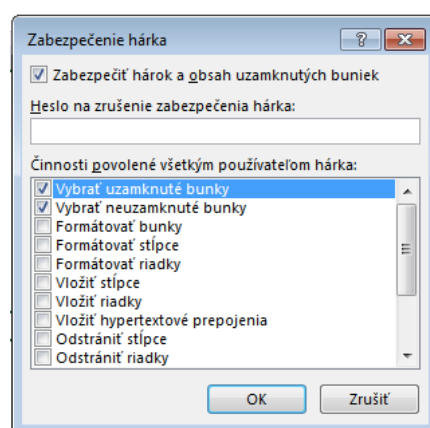 Zabezpečenie hárka
Zabezpečiť hárok a obsah uzamknutých buniek
Heslo na zrušenie zabezpečenia hárka:
Činnosti povolené všetkým používateľom hárka:
Vybrať uzamknuté bunky
Vybrať neuzamknuté bunky
Formátovať bunky
Formátovať stĺpce
Formátovať riadky
Vložiť stĺpce
Vložiť riadky
Vložiť hypertextové prepojenia
Odstrániť stĺpce
Odstrániť riadky
OK Zrušiť